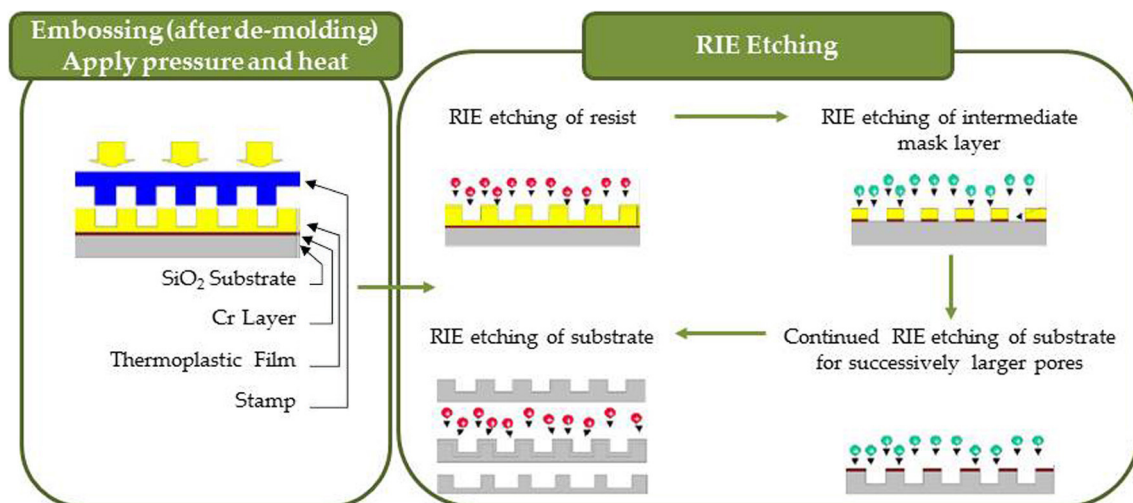 Embossing (after de-molding)
Apply pressure and heat
SiO₂ Substrate
Cr Layer
Thermoplastic Film
Stamp
RIE Etching
RIE etching of resist
RIE etching of intermediate
mask layer
Continued RIE etching of substrate
for successively larger pores
RIE etching of substrate